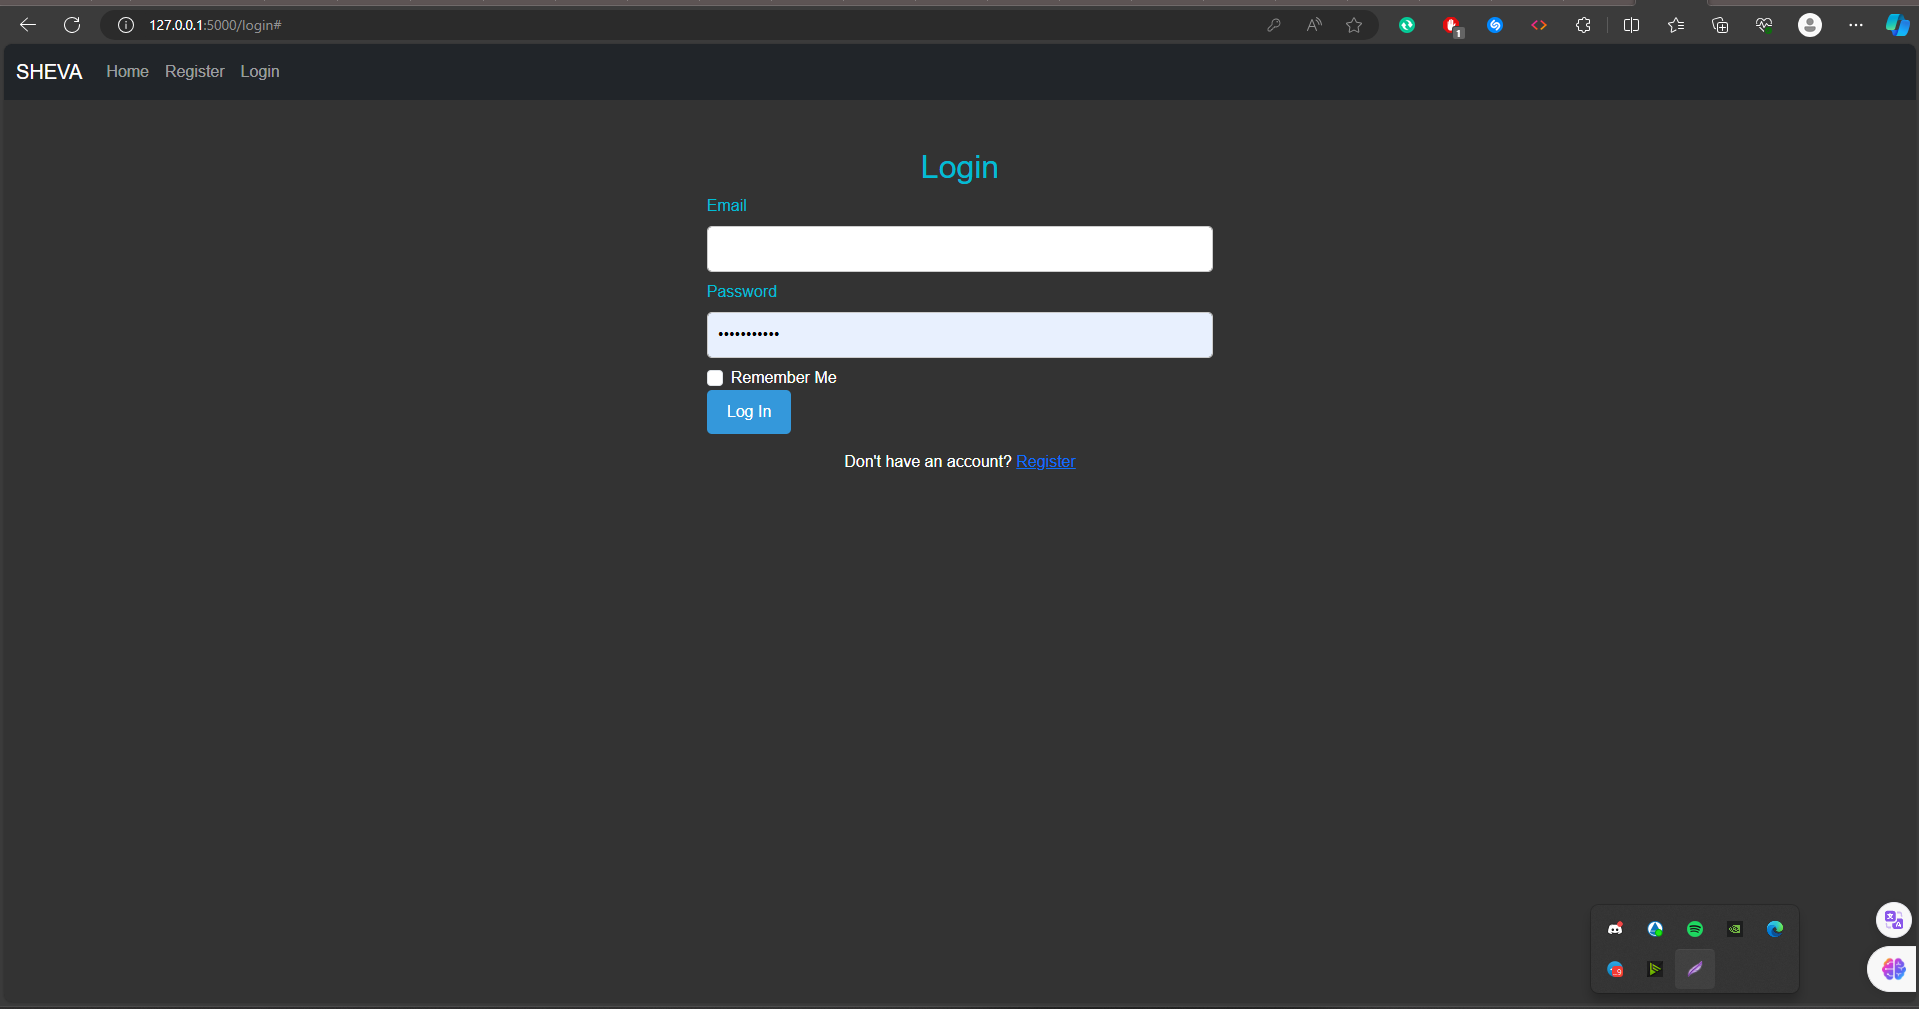 127.0.0.1:5000/login#
1
SHEVA Home Register Login
Login
Email
Password
•••••••••••
Remember Me
Log In
Don't have an account? Register